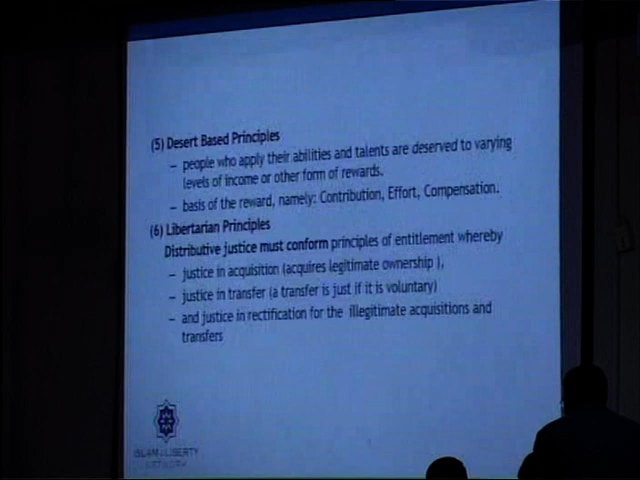 (5) Desert Based Principles
– people who apply their abilities and talents are deserved to varying
levels of income or other form of rewards.
– basis of the reward, namely: Contribution, Effort, Compensation.
(6) Libertarian Principles
Distributive justice must conform principles of entitlement whereby
– justice in acquisition (acquires legitimate ownership ),
– justice in transfer (a transfer is just if it is voluntary)
– and justice in rectification for the illegitimate acquisitions and
transfers
ISLAM & LIBERTY
NETWORK